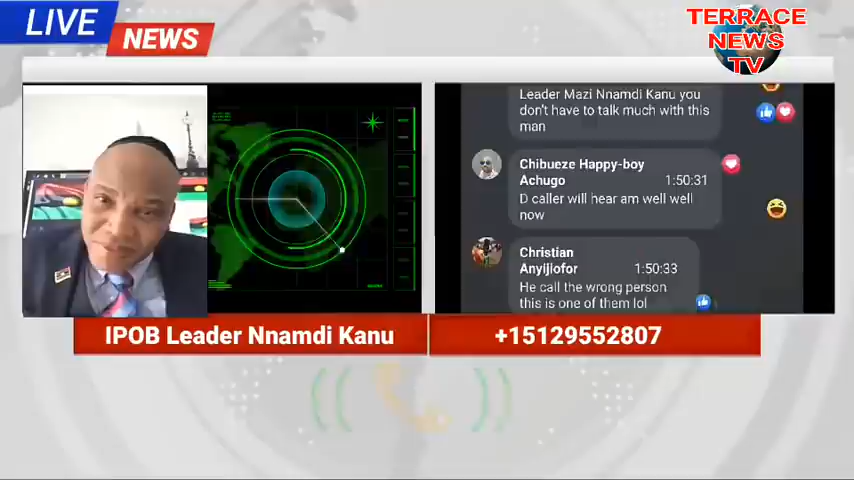 LIVE
NEWS
TERRACE
NEWS
TV
Leader Mazi Nnamdi Kanu you
don't have to talk much with this
man
Chibueze Happy-boy
Achugo
1:50:31
D caller will hear am well well
now
Christian
Anyijiofor
1:50:33
He call the wrong person
this is one of them lol
IPOB Leader Nnamdi Kanu
+15129552807